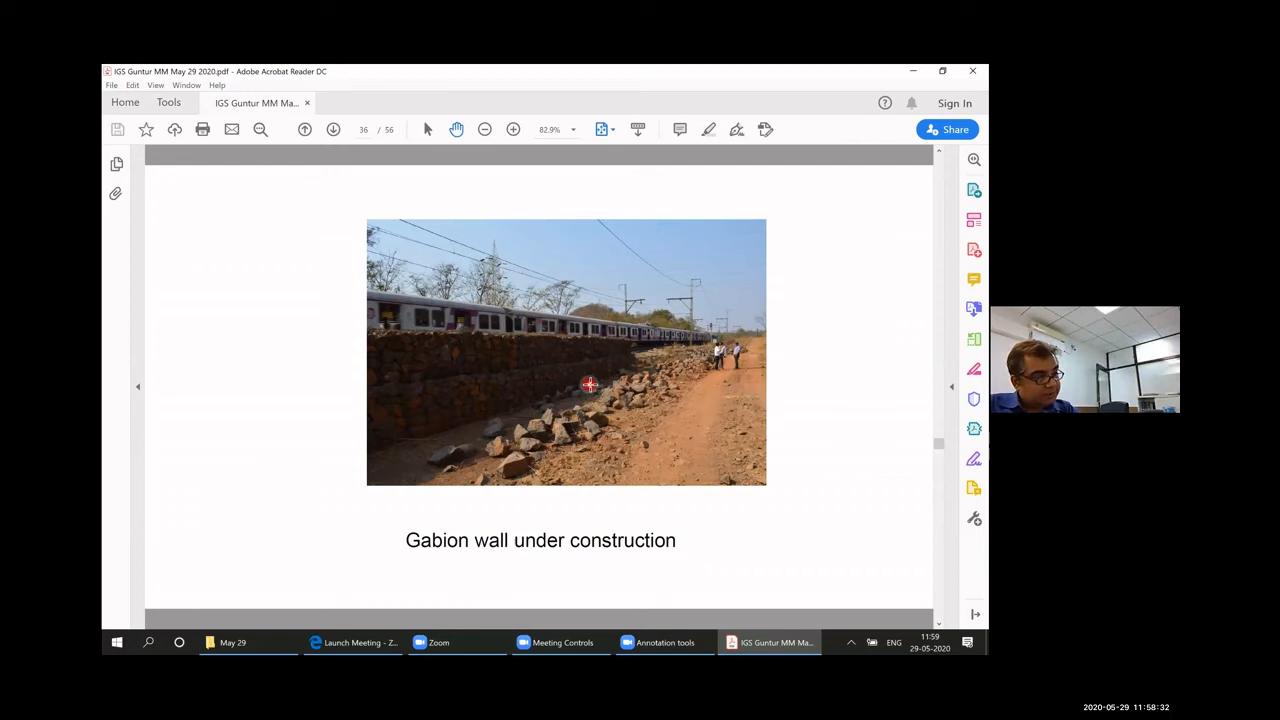 IGS Guntur MM May 29 2020.pdf - Adobe Acrobat Reader DC
File Edit View Window Help
Home Tools IGS Guntur MM Ma... × Sign In
36 / 56 82.9% Share
Gabion wall under construction
May 29 Launch Meeting - Z... Zoom Meeting Controls Annotation tools IGS Guntur MM Ma... ENG 11:59
29-05-2020
2020-05-29 11:58:32